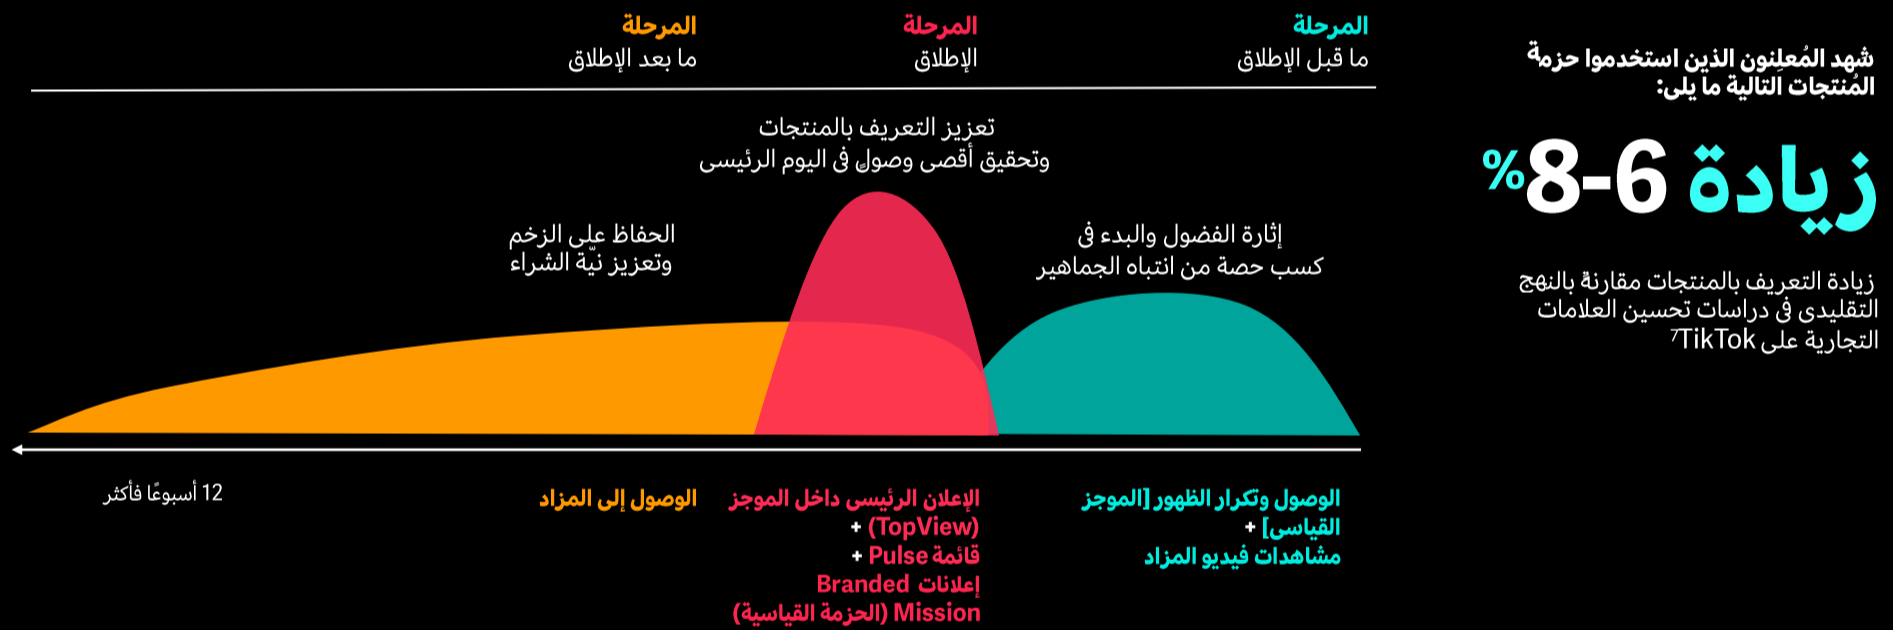 شهد المُعلِنون الذين استخدموا حزمة
المُنتجات التالية ما يلي:
زيادة 6-8%
زيادة التعريف بالمنتجات مقارنةً بالنهج
التقليدي في دراسات تحسين العلامات
التجارية على TikTok⁷
المرحلة
ما قبل الإطلاق
المرحلة
الإطلاق
المرحلة
ما بعد الإطلاق
إثارة الفضول والبدء في
كسب حصة من انتباه الجماهير
تعزيز التعريف بالمنتجات
وتحقيق أقصى وصولٍ في اليوم الرئيسي
الحفاظ على الزخم
وتعزيز نيّة الشراء
الوصول وتكرار الظهور [الموجز
القياسي] +
مشاهدات فيديو المزاد
الإعلان الرئيسي داخل الموجز
(TopView) +
قائمة Pulse +
إعلانات Branded
Mission (الحزمة القياسية)
الوصول إلى المزاد
12 أسبوعًا فأكثر